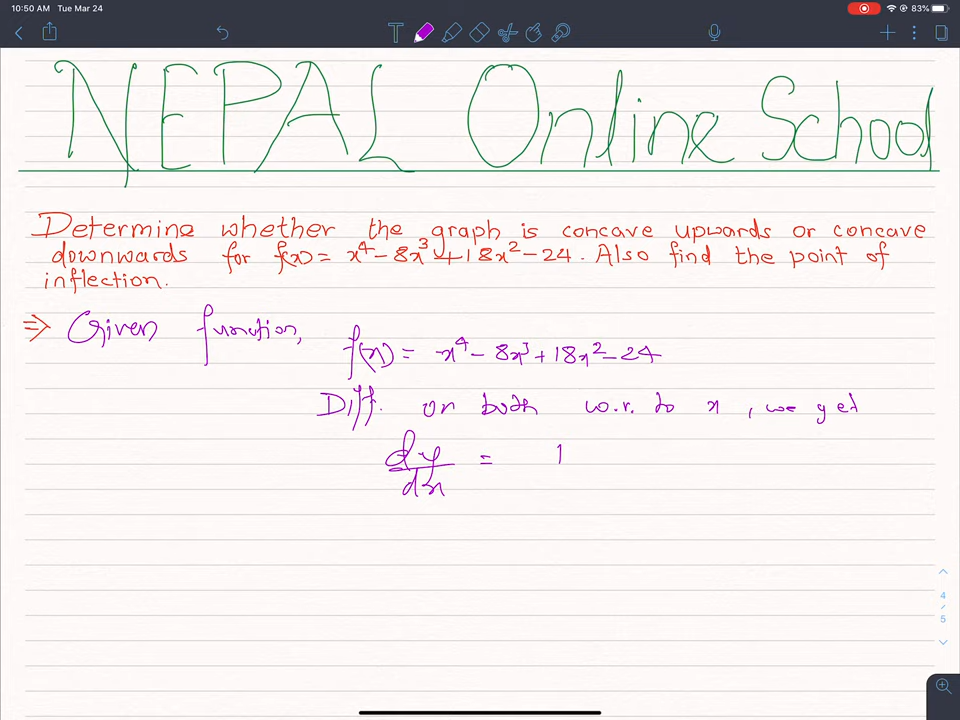 10:50 AM Tue Mar 24
83%
NEPAL Online School
Determine whether the graph is concave upwards or concave
downwards for f(x) = x⁴ - 8x³ + 18x² - 24. Also find the point of
inflection.
⇒ Given function,
f(x) = x⁴ - 8x³ + 18x² - 24
Diff. on both w.r. to x, we get
dy/dx =
4
/
5